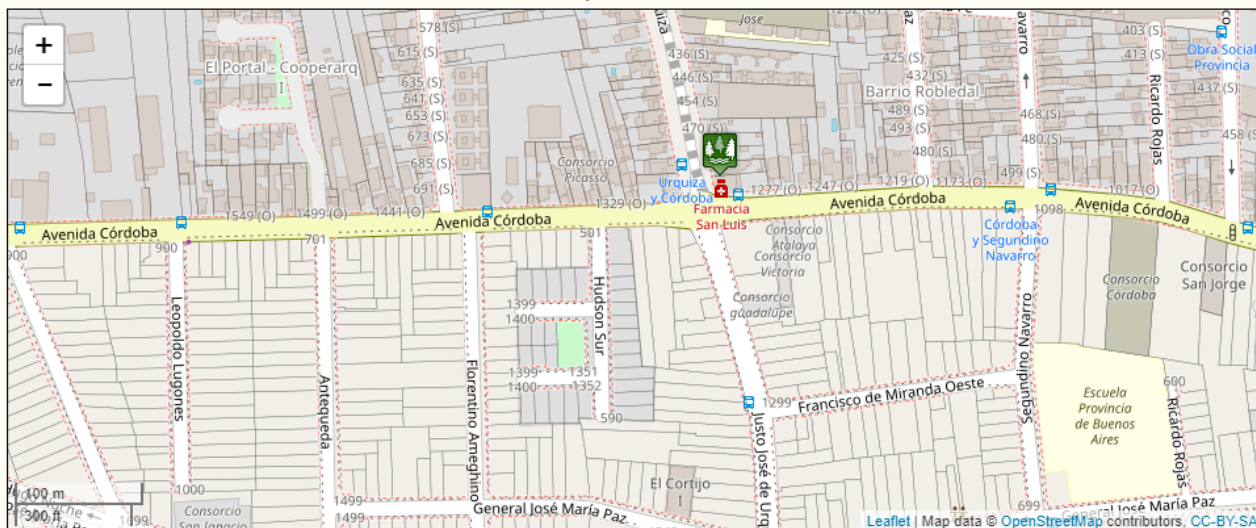 +
−
El Portal - Cooperarq
I
578 (S)
615 (S)
635 (S)
641 (S)
653 (S)
673 (S)
685 (S)
691 (S)
Consorcio
Picasso
436 (S)
446 (S)
454 (S)
470 (S)
Jose
425 (S)
432 (S)
Barrio Robledal
489 (S)
493 (S)
480 (S)
468 (S)
480 (S)
499 (S)
403 (S)
413 (S)
Ricardo Rojas
Obra Social
Provincia
437 (S)
458 (S)
Urquiza
y Córdoba
Farmacia
San Luis
1549 (O)
1499 (O)
1441 (O)
1329 (O)
1277 (O)
1247 (O)
1219 (O)
1173 (O)
1017 (O)
Avenida Córdoba
Avenida Córdoba
Avenida Córdoba
Avenida Córdoba
900
900
701
501
1098
Córdoba
y Segundino
Navarro
Consorcio
Atalaya
Consorcio
Victoria
Consorcio
guadalupe
Consorcio
Córdoba
Consorcio
San Jorge
Leopoldo Lugones
Antequeda
Florentino Ameghino
Hudson Sur
1399
1400
1399
1400
1351
1352
590
1299
Francisco de Miranda Oeste
Segundino Navarro
Justo José de Urq
Escuela
Provincia
de Buenos
Aires
600
Ricardo Rojas
El Cortijo
I
1000
Consorcio
San Ignacio
1499
1499
General José María Paz
699
General José María Paz
1699
100 m
300 ft
Leaflet | Map data © OpenStreetMap contributors, CC-BY-SA